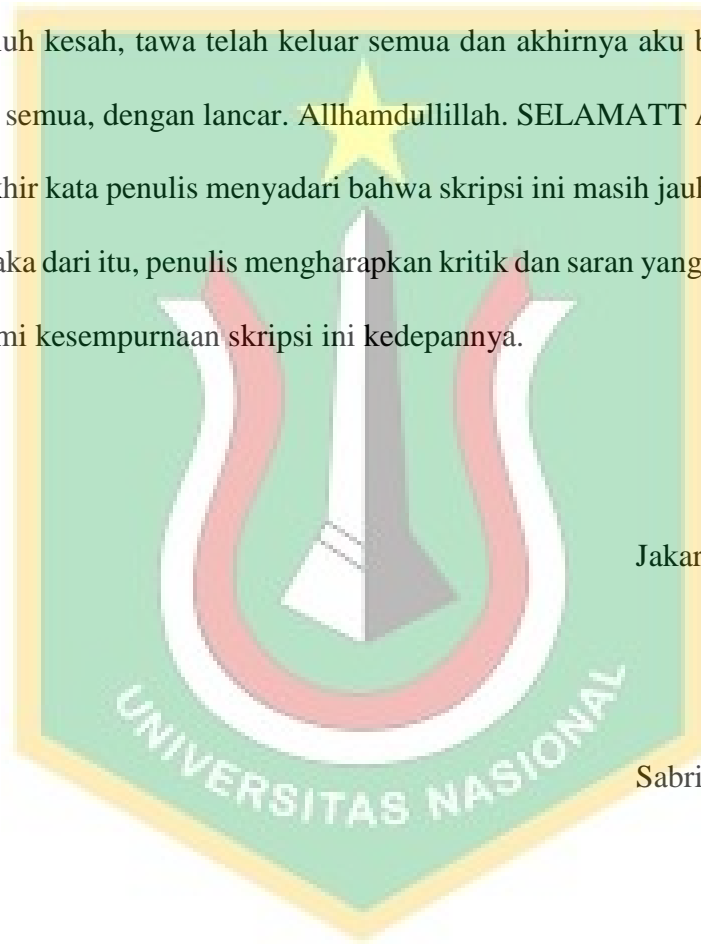 uh kesah, tawa telah keluar semua dan akhirnya aku b
semua, dengan lancar. Allhamdullillah. SELAMATT A
khir kata penulis menyadari bahwa skripsi ini masih jauh
aka dari itu, penulis mengharapkan kritik dan saran yang
mi kesempurnaan skripsi ini kedepannya.
Jakar
Sabri
UNIVERSITAS NASIONAL